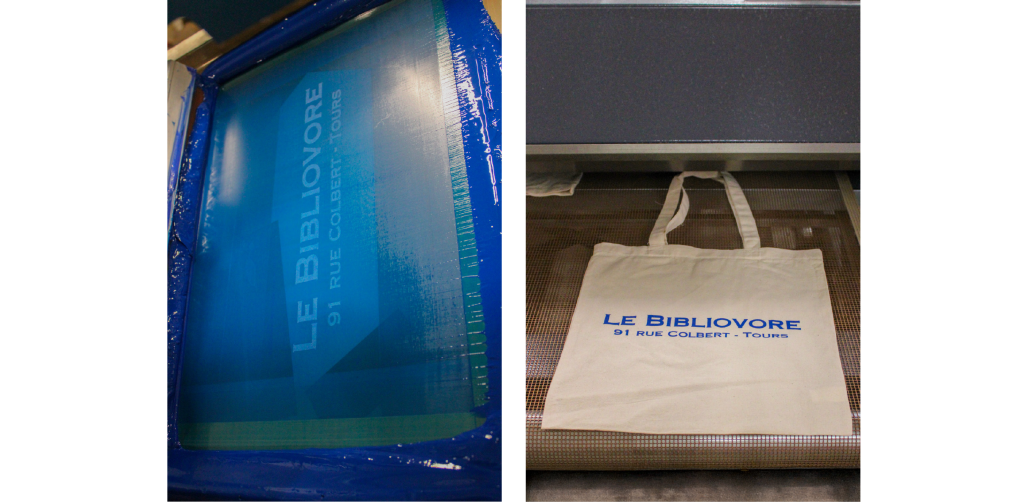 LE BIBLIOVORE
91 RUE COLBERT - TOURS
LE BIBLIOVORE
91 RUE COLBERT - TOURS